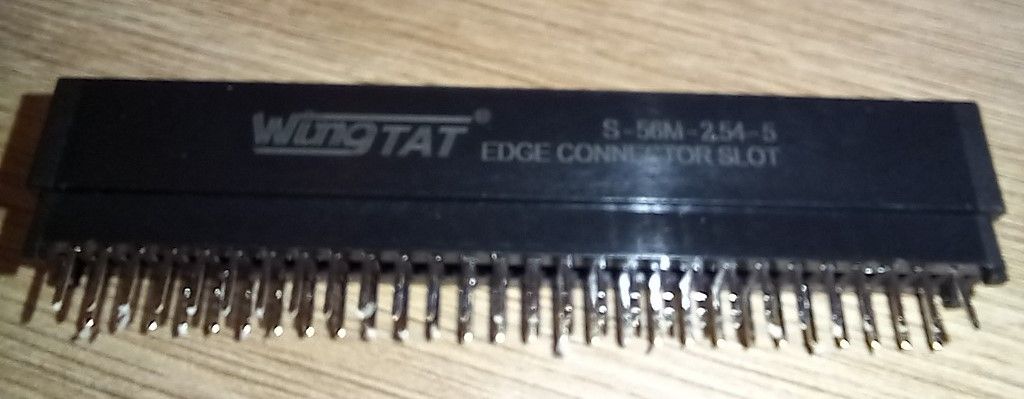 WingTAT®
S-56M-2.54-5
EDGE CONNECTOR SLOT